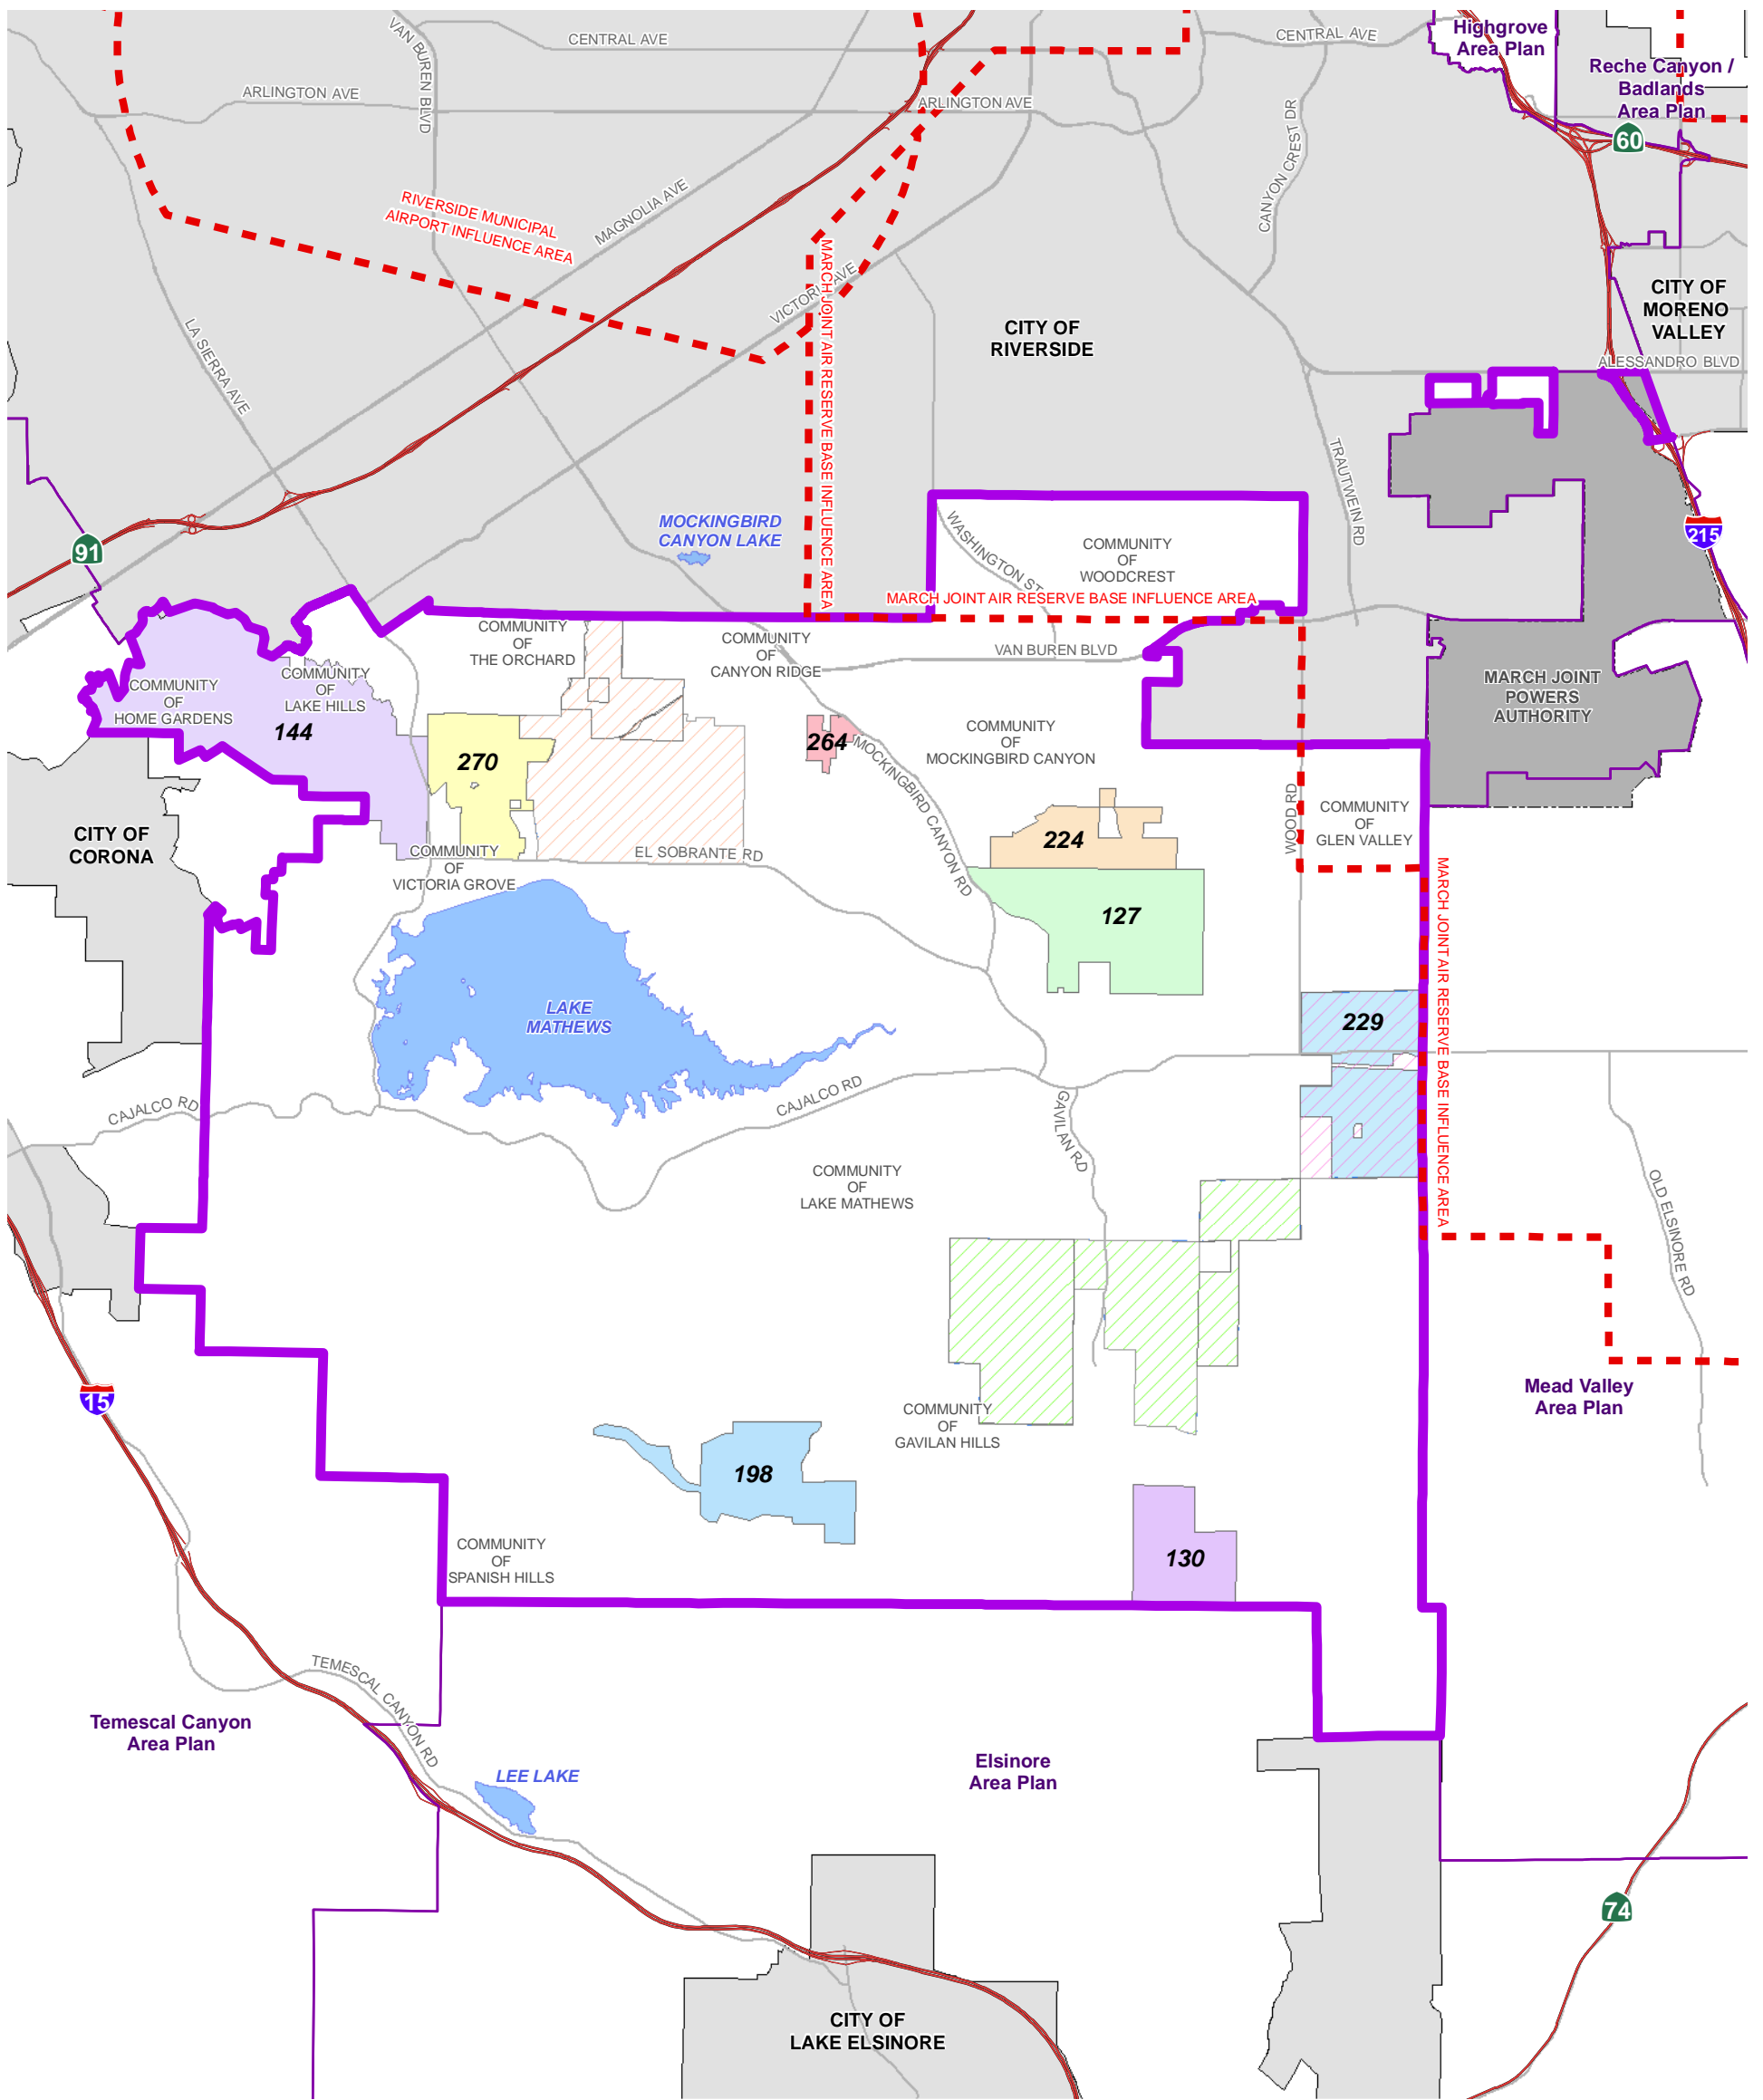 VAN BUREN BLVD
CENTRAL AVE
CENTRAL AVE
Highgrove
Area Plan
Reche Canyon /
Badlands
Area Plan
60
ARLINGTON AVE
ARLINGTON AVE
CANYON CREST DR
RIVERSIDE MUNICIPAL
AIRPORT INFLUENCE AREA
MAGNOLIA AVE
VICTORIA AVE
MARCH JOINT AIR RESERVE BASE INFLUENCE AREA
LA SIERRA AVE
CITY OF
RIVERSIDE
CITY OF
MORENO
VALLEY
ALESSANDRO BLVD
TRAUTWEIN RD
91
MOCKINGBIRD
CANYON LAKE
WASHINGTON ST
COMMUNITY
OF
WOODCREST
215
MARCH JOINT AIR RESERVE BASE INFLUENCE AREA
COMMUNITY
OF
THE ORCHARD
COMMUNITY
OF
CANYON RIDGE
VAN BUREN BLVD
COMMUNITY
OF
HOME GARDENS
COMMUNITY
OF
LAKE HILLS
144
MARCH JOINT
POWERS
AUTHORITY
270
264
COMMUNITY
OF
MOCKINGBIRD CANYON
MOCKINGBIRD CANYON RD
WOOD RD
COMMUNITY
OF
GLEN VALLEY
CITY OF
CORONA
224
COMMUNITY
OF
VICTORIA GROVE
EL SOBRANTE RD
127
MARCH JOINT AIR RESERVE BASE INFLUENCE AREA
LAKE
MATHEWS
229
CAJALCO RD
CAJALCO RD
GAVILAN RD
COMMUNITY
OF
LAKE MATHEWS
OLD ELSINORE RD
15
Mead Valley
Area Plan
COMMUNITY
OF
GAVILAN HILLS
198
COMMUNITY
OF
SPANISH HILLS
130
TEMESCAL CANYON RD
Temescal Canyon
Area Plan
LEE LAKE
Elsinore
Area Plan
74
CITY OF
LAKE ELSINORE